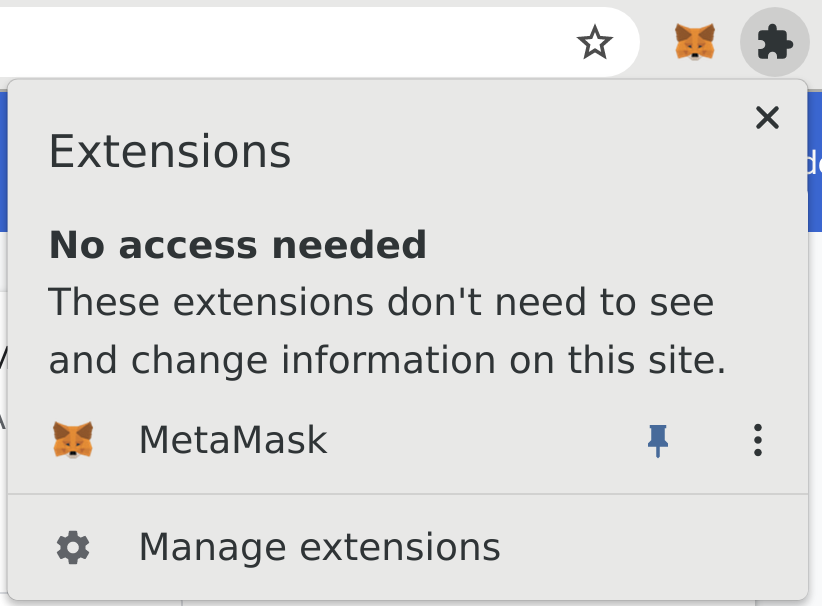 Extensions
No access needed
These extensions don't need to see
and change information on this site.
MetaMask
Manage extensions